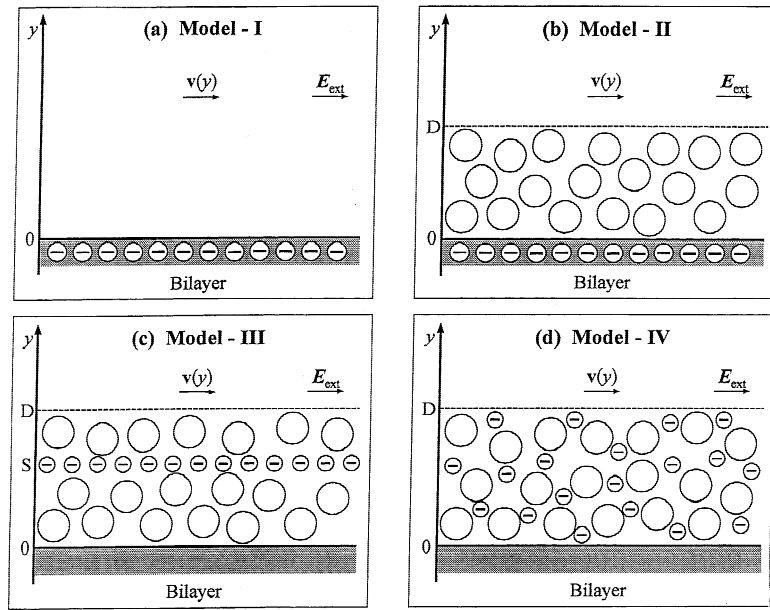 (a) Model - I
y
v(y)
E_ext
0
Bilayer
(b) Model - II
y
v(y)
E_ext
D
0
Bilayer
(c) Model - III
y
v(y)
E_ext
D
S
0
Bilayer
(d) Model - IV
y
v(y)
E_ext
D
0
Bilayer